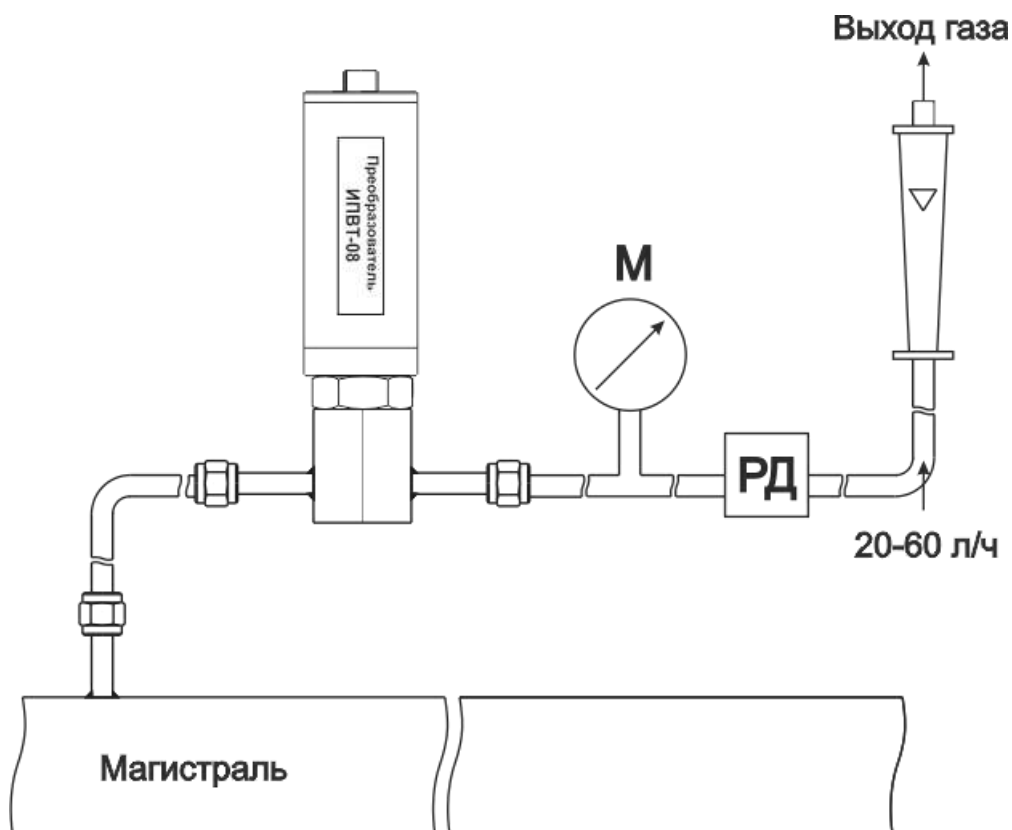 Выход газа
Преобразователь
ИПВТ-08
М
РД
20-60 л/ч
Магистраль